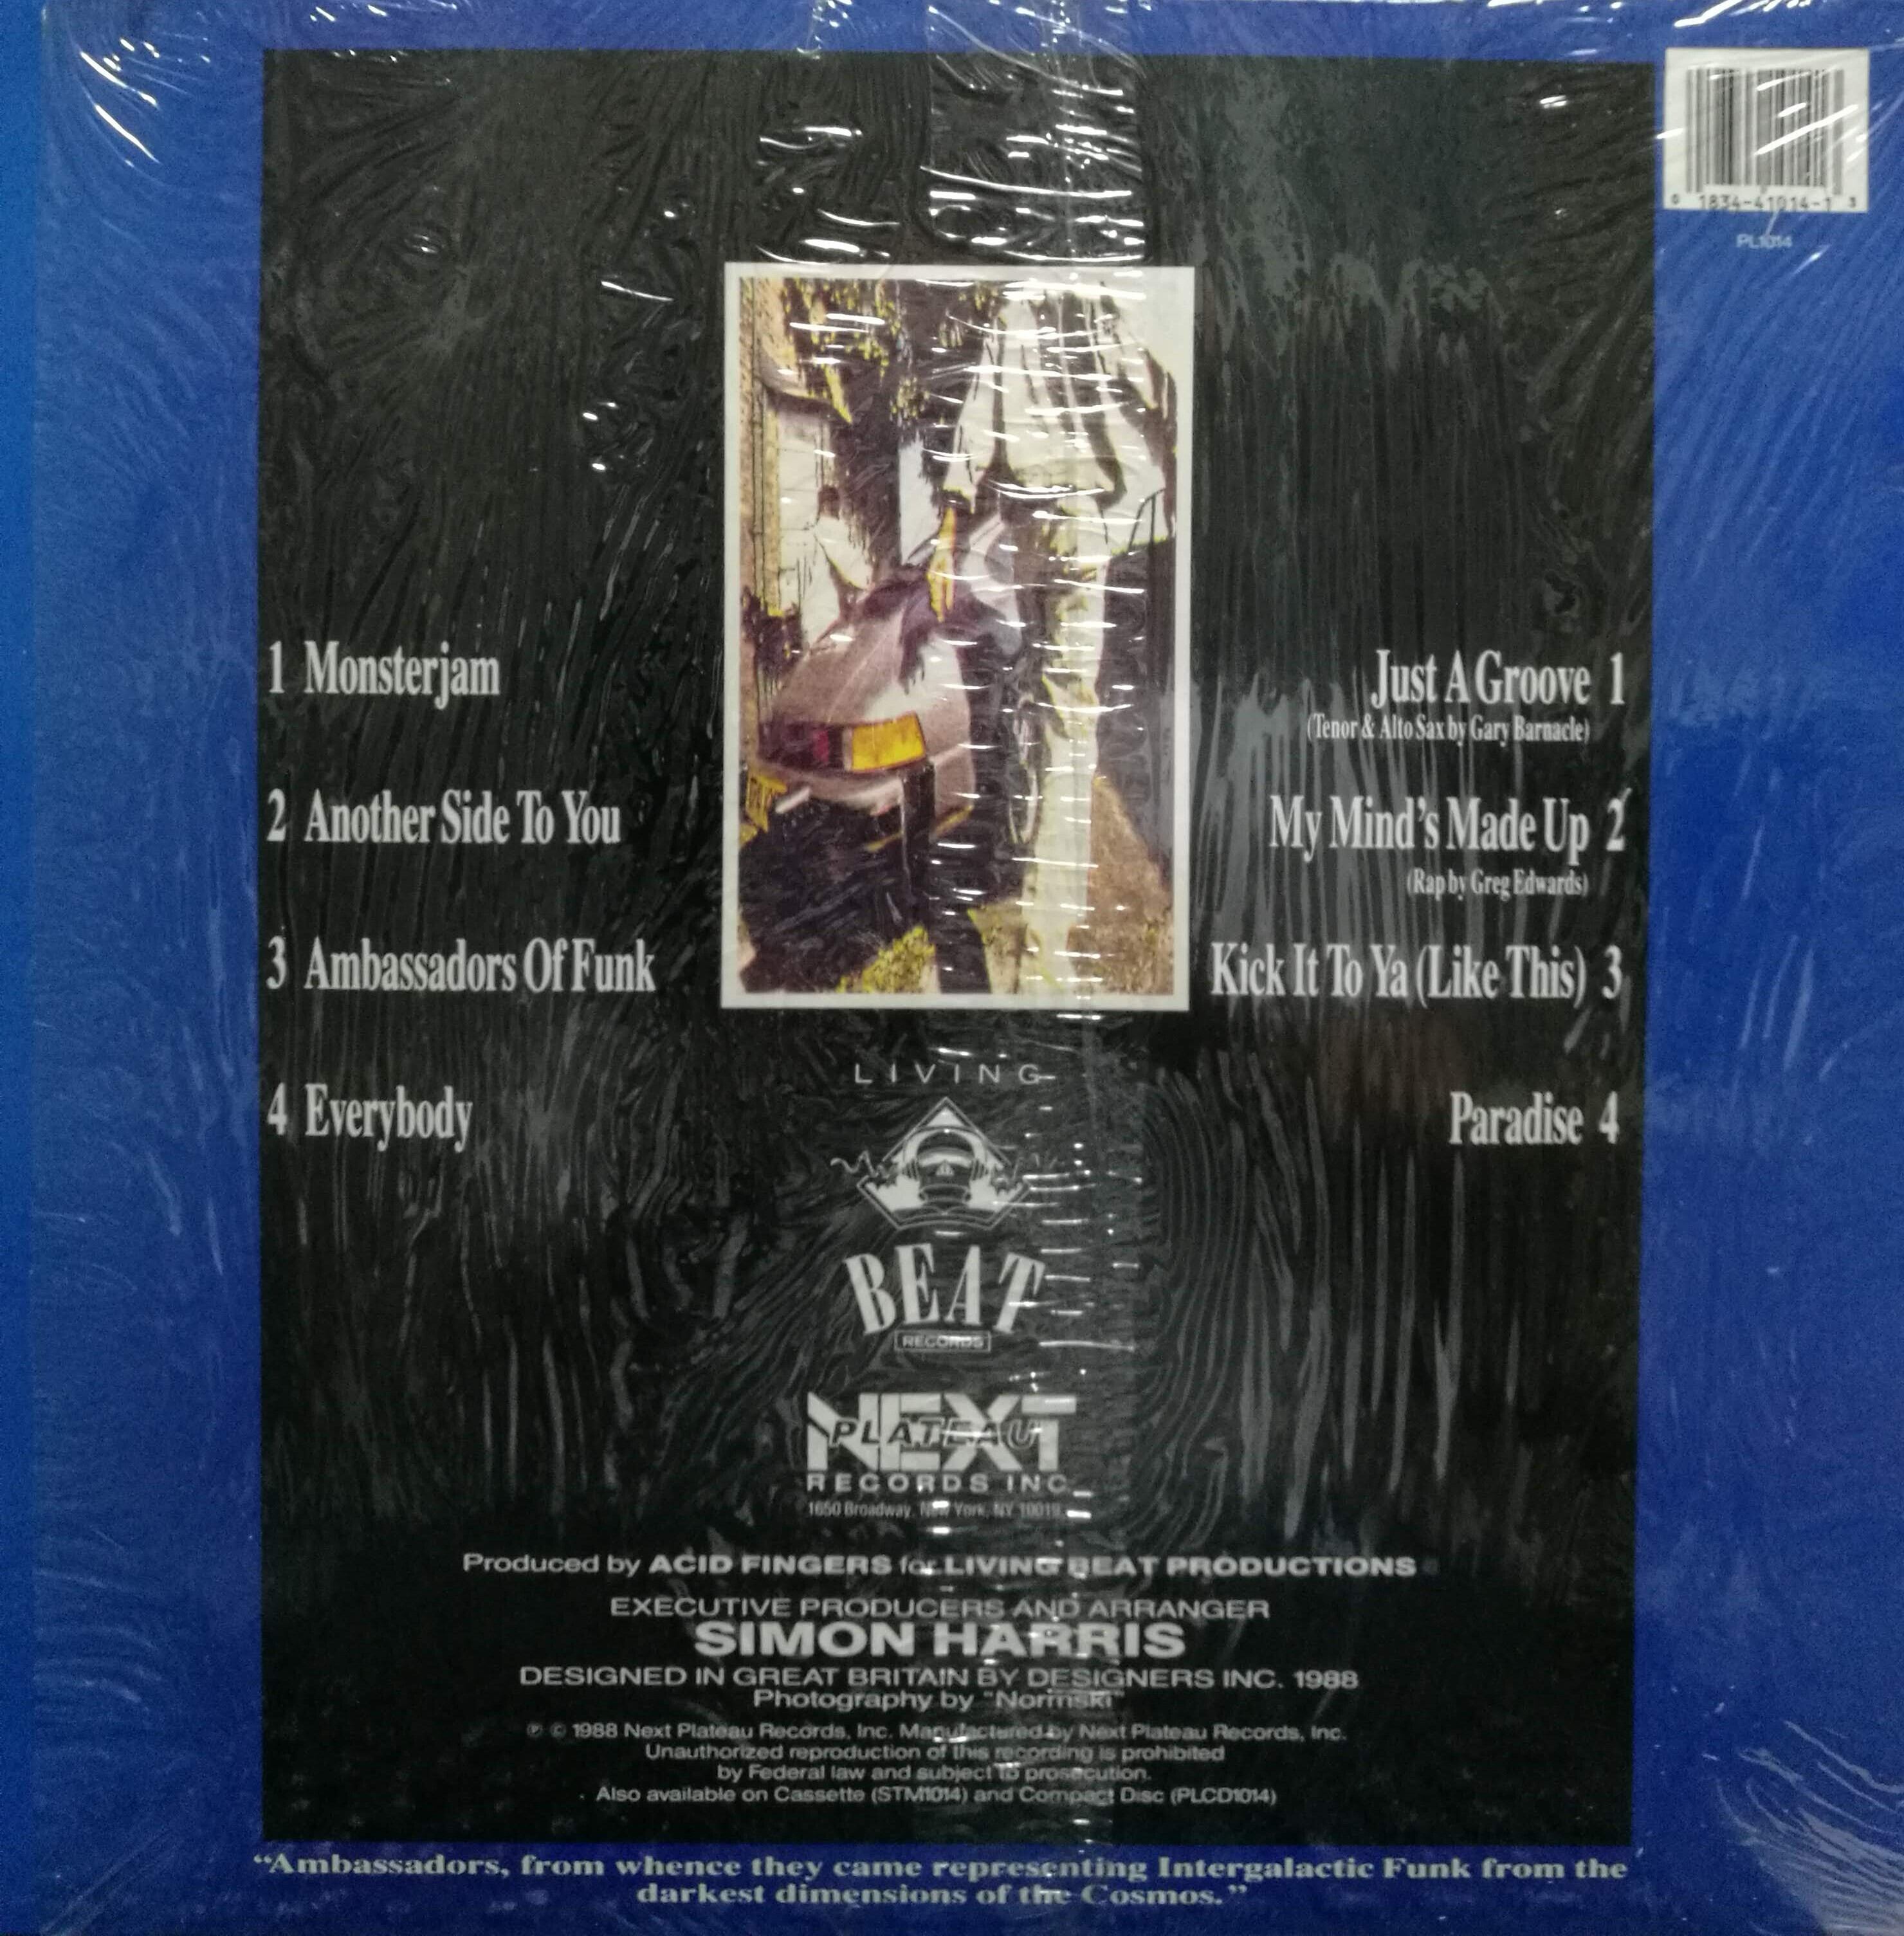 0 1834-41014-1 3
PL1014
1 Monsterjam
2 Another Side To You
3 Ambassadors Of Funk
4 Everybody
Just A Groove 1
(Tenor & Alto Sax by Gary Barnacle)
My Mind's Made Up 2
(Rap by Greg Edwards)
Kick It To Ya (Like This) 3
Paradise 4
LIVING
BEAT
RECORDS
NEXT
PLATEAU
RECORDS INC.
1650 Broadway, New York, NY 10019
Produced by ACID FINGERS for LIVING BEAT PRODUCTIONS
EXECUTIVE PRODUCERS AND ARRANGER
SIMON HARRIS
DESIGNED IN GREAT BRITAIN BY DESIGNERS INC. 1988
Photography by "Normski"
℗ © 1988 Next Plateau Records, Inc. Manufactured by Next Plateau Records, Inc.
Unauthorized reproduction of this recording is prohibited
by Federal law and subject to prosecution.
Also available on Cassette (STM1014) and Compact Disc (PLCD1014)
"Ambassadors, from whence they came representing Intergalactic Funk from the
darkest dimensions of the Cosmos."